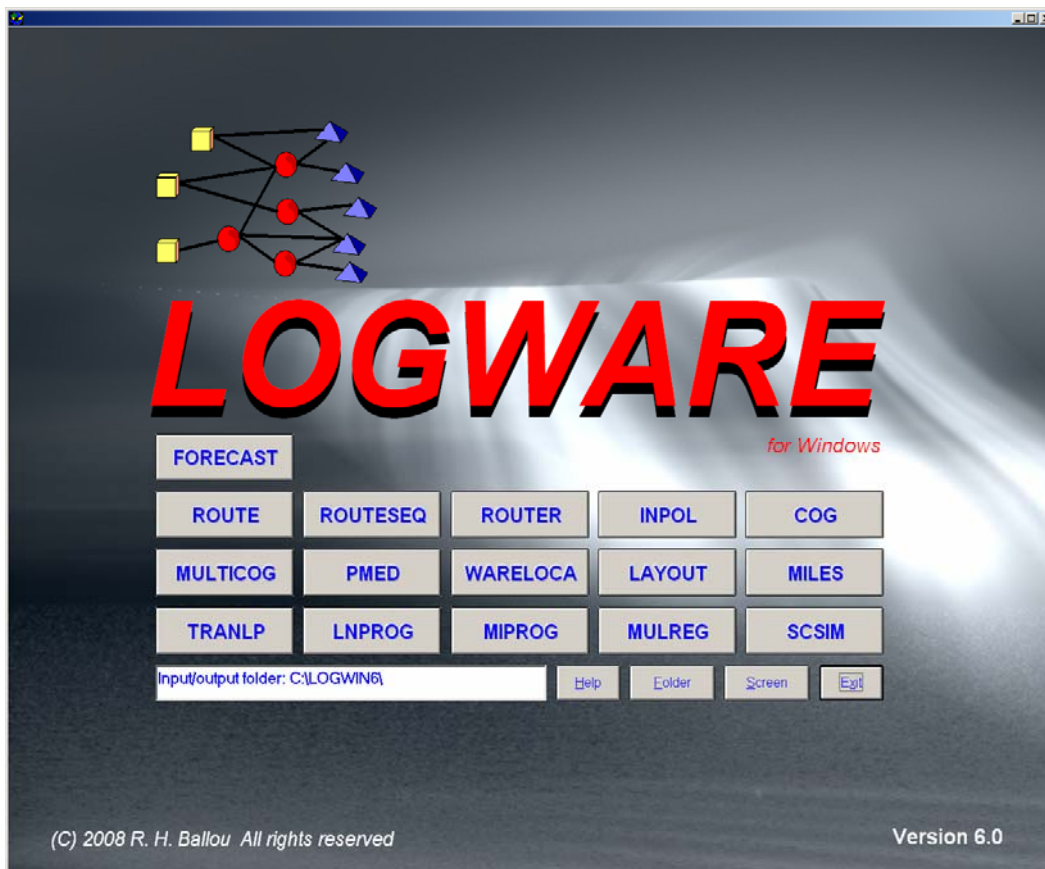 LOGWARE
for Windows
FORECAST
ROUTE ROUTESEQ ROUTER INPOL COG
MULTICOG PMED WARELOCA LAYOUT MILES
TRANLP LNPROG MIPROG MULREG SCSIM
Input/output folder: C:\LOGWIN6\ Help Folder Screen Exit
(C) 2008 R. H. Ballou All rights reserved Version 6.0